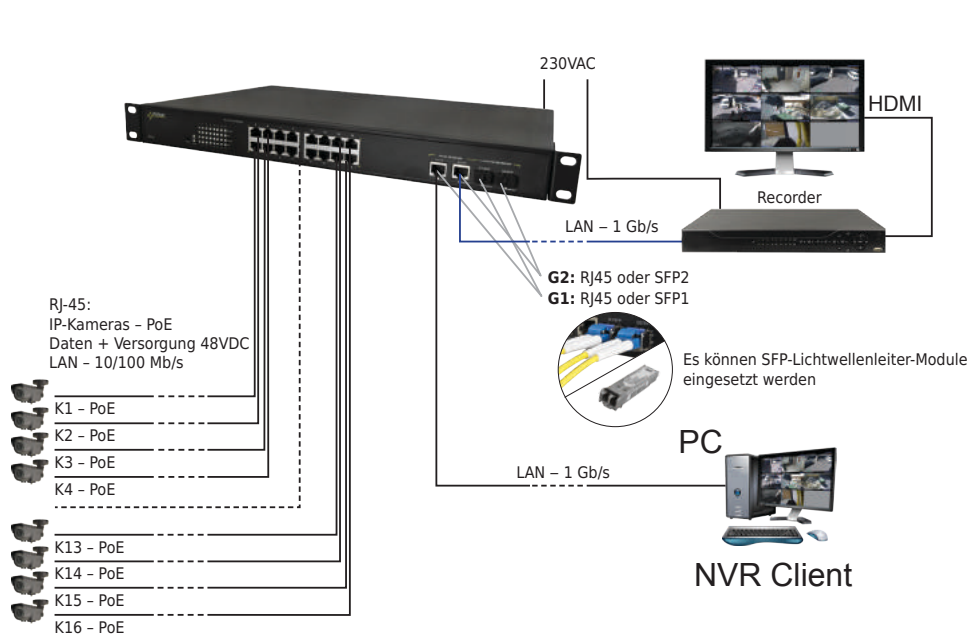 230VAC
HDMI
Recorder
LAN – 1 Gb/s
G2: RJ45 oder SFP2
G1: RJ45 oder SFP1
RJ-45:
IP-Kameras – PoE
Daten + Versorgung 48VDC
LAN – 10/100 Mb/s
Es können SFP-Lichtwellenleiter-Module
eingesetzt werden
K1 – PoE
K2 – PoE
K3 – PoE
K4 – PoE
PC
LAN – 1 Gb/s
K13 – PoE
K14 – PoE
K15 – PoE
K16 – PoE
NVR Client